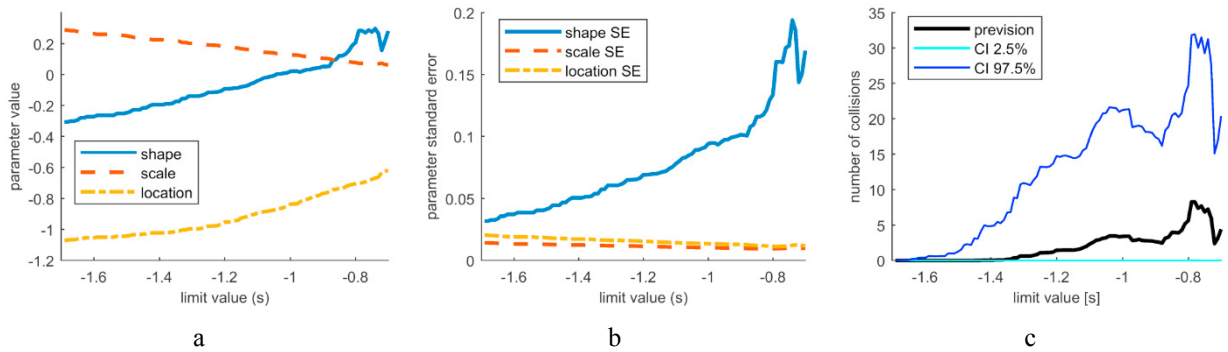 0.2
0
-0.2
-0.4
-0.6
-0.8
-1
-1.2
parameter value
shape
scale
location
-1.6
-1.4
-1.2
-1
-0.8
limit value (s)
a
0.2
0.15
0.1
0.05
0
parameter standard error
shape SE
scale SE
location SE
-1.6
-1.4
-1.2
-1
-0.8
limit value (s)
b
35
30
25
20
15
10
5
0
number of collisions
prevision
CI 2.5%
CI 97.5%
-1.6
-1.4
-1.2
-1
-0.8
limit value [s]
c